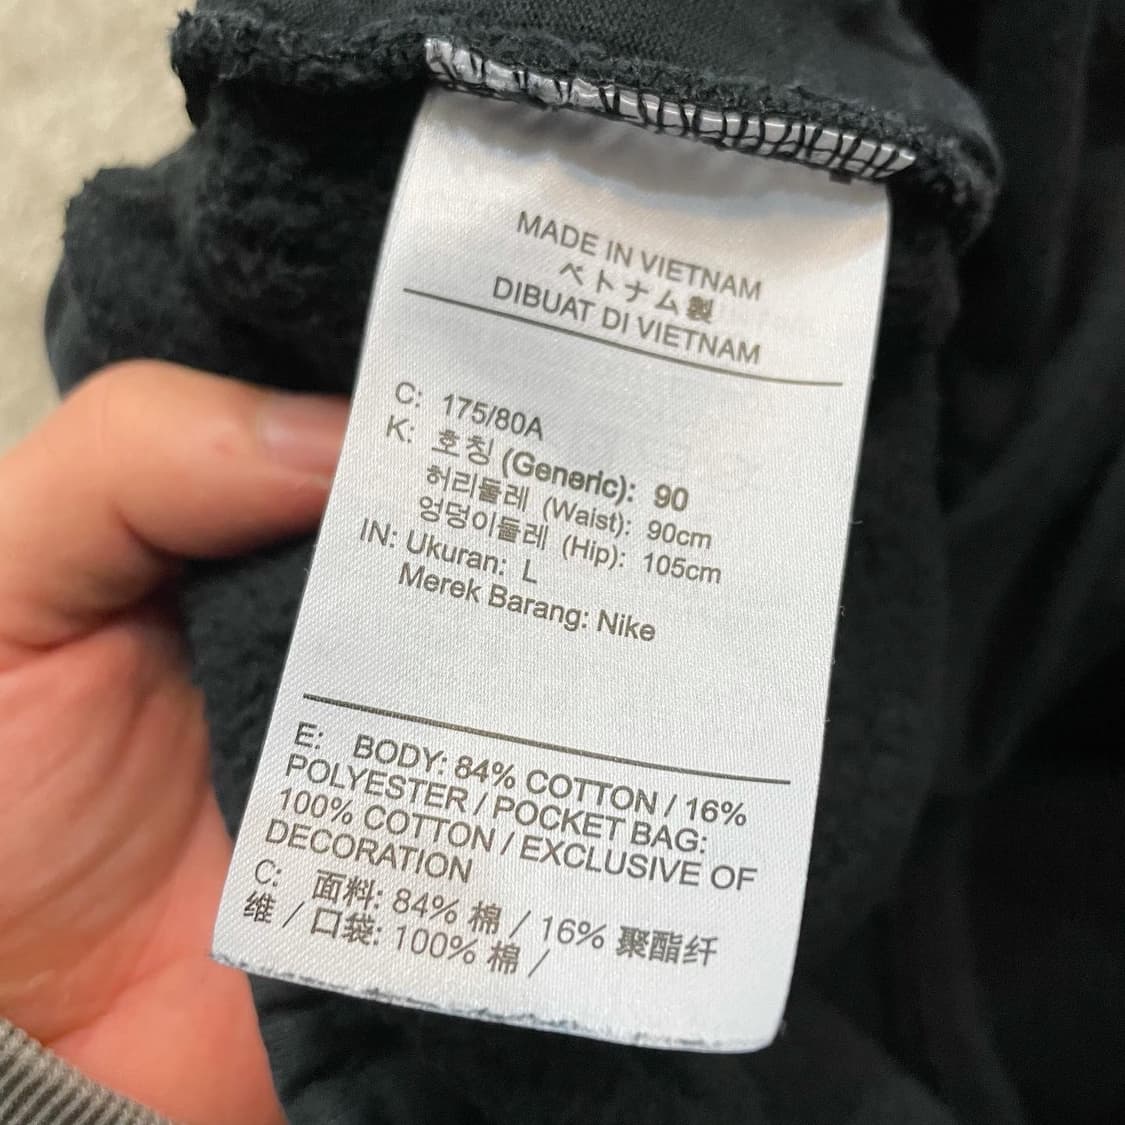 MADE IN VIETNAM
ベトナム製
DIBUAT DI VIETNAM
C: 175/80A
K: 호칭 (Generic): 90
허리둘레 (Waist): 90cm
엉덩이둘레 (Hip): 105cm
IN: Ukuran: L
Merek Barang: Nike
E: BODY: 84% COTTON / 16%
POLYESTER / POCKET BAG:
100% COTTON / EXCLUSIVE OF
DECORATION
C: 面料: 84% 棉 / 16% 聚酯纤
维 / 口袋: 100% 棉 /